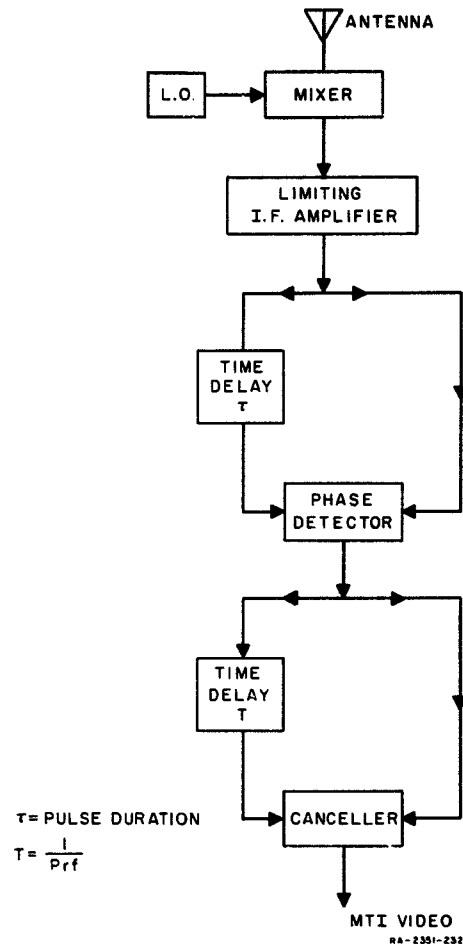 ANTENNA
L.O.
MIXER
LIMITING
I.F. AMPLIFIER
TIME
DELAY
τ
PHASE
DETECTOR
TIME
DELAY
T
CANCELLER
τ = PULSE DURATION
T = 1/Prf
MTI VIDEO
RA-2351-232